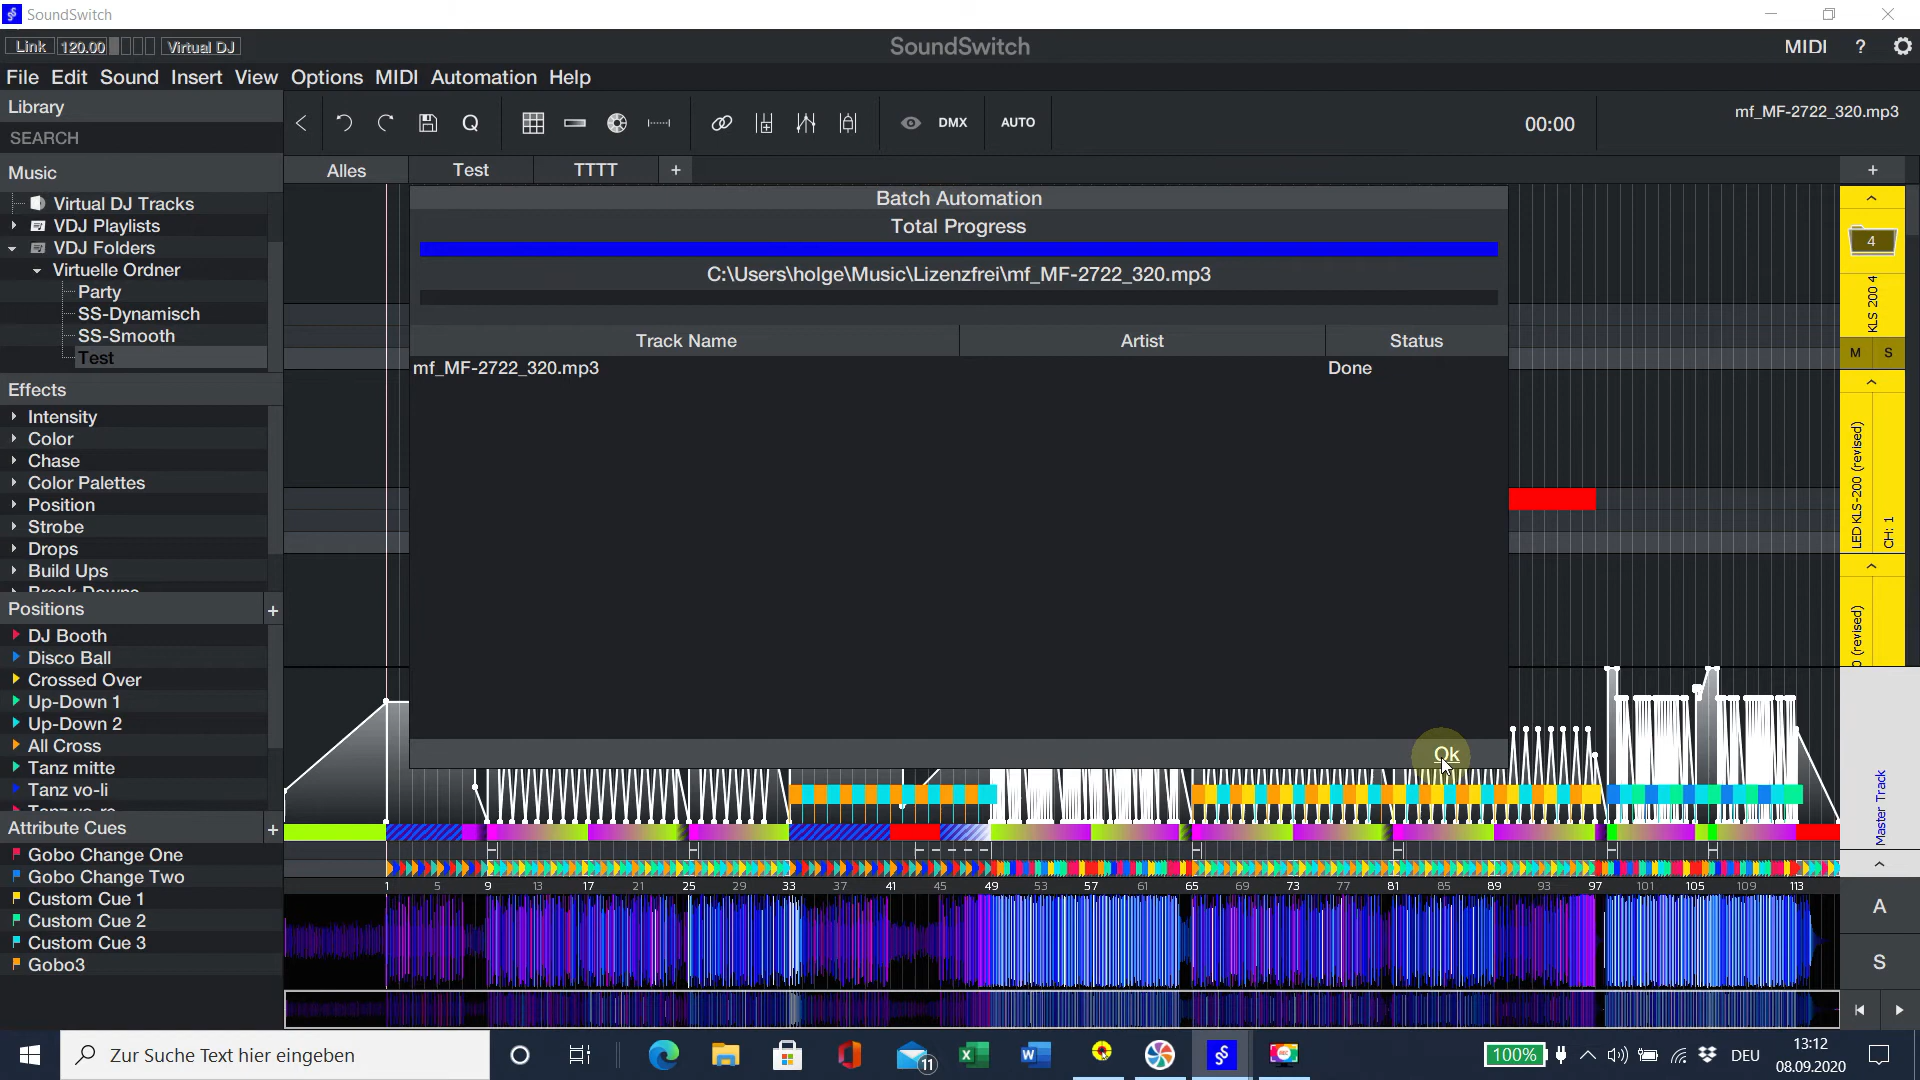 SoundSwitch
Link 120.00 Virtual DJ
SoundSwitch
MIDI ?
File Edit Sound Insert View Options MIDI Automation Help
Library
SEARCH
Music
Virtual DJ Tracks
VDJ Playlists
VDJ Folders
Virtuelle Ordner
Party
SS-Dynamisch
SS-Smooth
Test
Effects
Intensity
Color
Chase
Color Palettes
Position
Strobe
Drops
Build Ups
Break Downs
Positions +
DJ Booth
Disco Ball
Crossed Over
Up-Down 1
Up-Down 2
All Cross
Tanz mitte
Tanz vo-li
Tanz vo-re
Attribute Cues +
Gobo Change One
Gobo Change Two
Custom Cue 1
Custom Cue 2
Custom Cue 3
Gobo3
Q DMX AUTO
00:00
mf_MF-2722_320.mp3
Alles Test TTTT + +
Batch Automation
Total Progress
C:\Users\holge\Music\Lizenzfrei\mf_MF-2722_320.mp3
Track Name Artist Status
mf_MF-2722_320.mp3 Done
Ok
4
KLS 200 4
M S
LED KLS-200 (revised)
CH: 1
0 (revised)
Master Track
1 5 9 13 17 21 25 29 33 37 41 45 49 53 57 61 65 69 73 77 81 85 89 93 97 101 105 109 113
A
S
Zur Suche Text hier eingeben
11
100%
DEU
13:12
08.09.2020